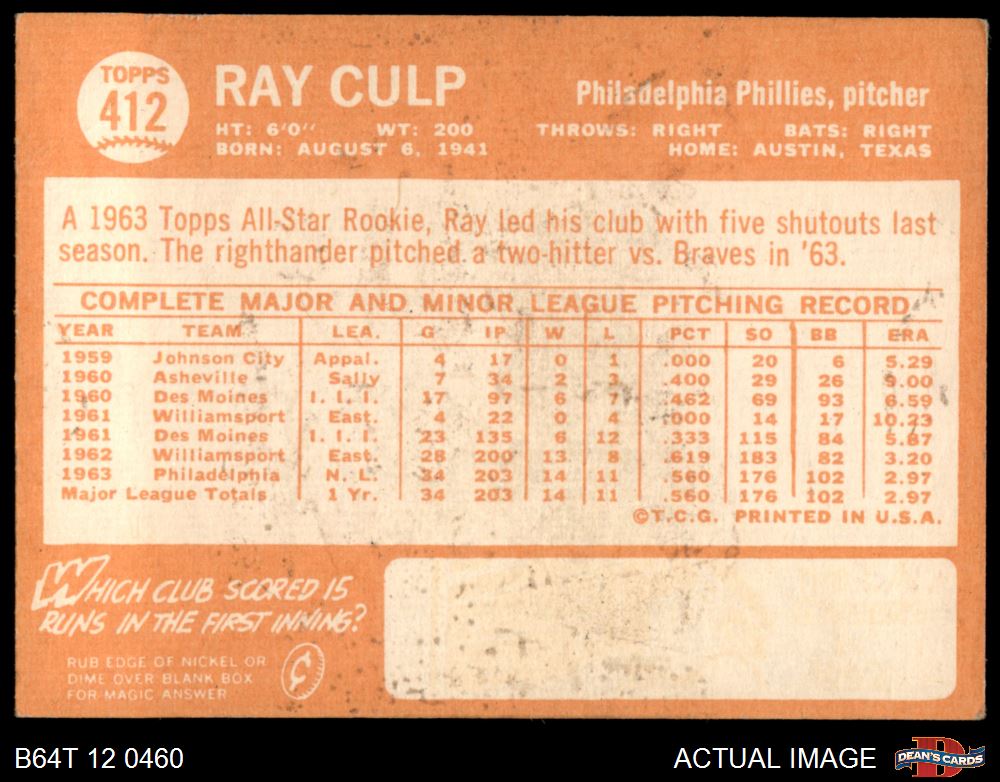 TOPPS
412
RAY CULP
Philadelphia Phillies, pitcher
HT: 6'0" WT: 200
THROWS: RIGHT BATS: RIGHT
BORN: AUGUST 6, 1941
HOME: AUSTIN, TEXAS
A 1963 Topps All-Star Rookie, Ray led his club with five shutouts last
season. The righthander pitched a two-hitter vs. Braves in '63.
COMPLETE MAJOR AND MINOR LEAGUE PITCHING RECORD
YEAR TEAM LEA. G IP W L PCT SO BB ERA
1959 Johnson City Appal. 4 17 0 1 .000 20 6 5.29
1960 Asheville Sally 7 34 2 3 .400 29 26 9.00
1960 Des Moines I. I. I. 17 97 6 7 .462 69 93 6.59
1961 Williamsport East. 4 22 0 4 .000 14 17 10.23
1961 Des Moines I. I. I. 23 135 6 12 .333 115 84 5.87
1962 Williamsport East. 28 200 13 8 .619 183 82 3.20
1963 Philadelphia N. L. 34 203 14 11 .560 176 102 2.97
Major League Totals 1 Yr. 34 203 14 11 .560 176 102 2.97
©T.C.G. PRINTED IN U.S.A.
WHICH CLUB SCORED 15
RUNS IN THE FIRST INNING?
RUB EDGE OF NICKEL OR
DIME OVER BLANK BOX
FOR MAGIC ANSWER
¢
B64T 12 0460
ACTUAL IMAGE
D
DEAN'S CARDS